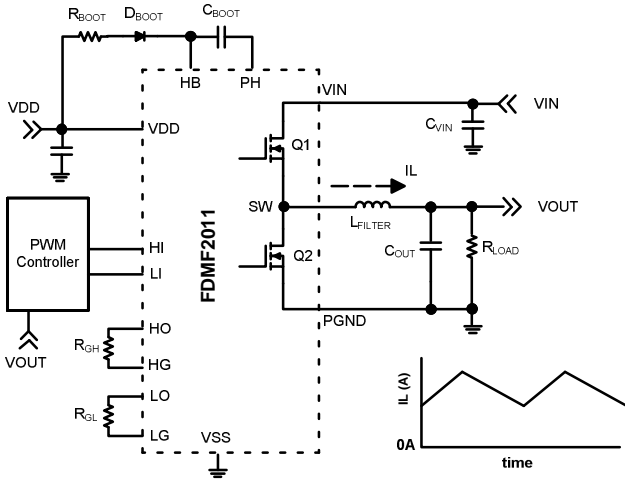 RBOOT
DBOOT
CBOOT
HB
PH
VDD
VDD
VIN
VIN
CVIN
Q1
IL
SW
LFILTER
VOUT
PWM
Controller
HI
LI
FDMF2011
Q2
COUT
RLOAD
PGND
VOUT
HO
RGH
HG
LO
RGL
LG
VSS
IL (A)
0A
time